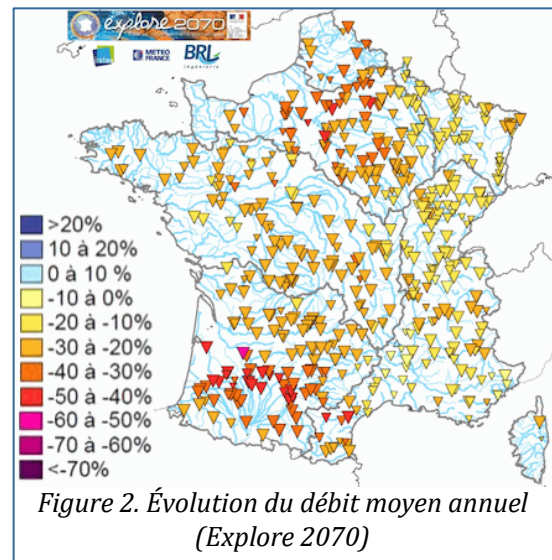 explore 2070
METEO
FRANCE
BRL
ingénierie
>20%
10 à 20%
0 à 10 %
-10 à 0%
-20 à -10%
-30 à -20%
-40 à -30%
-50 à -40%
-60 à -50%
-70 à -60%
<-70%
Figure 2. Évolution du débit moyen annuel
(Explore 2070)